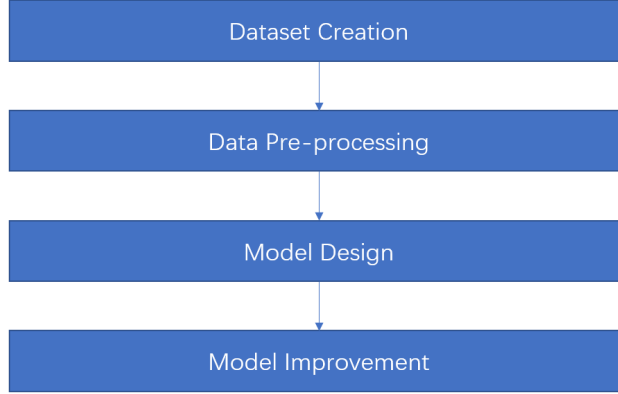 Dataset Creation
Data Pre-processing
Model Design
Model Improvement